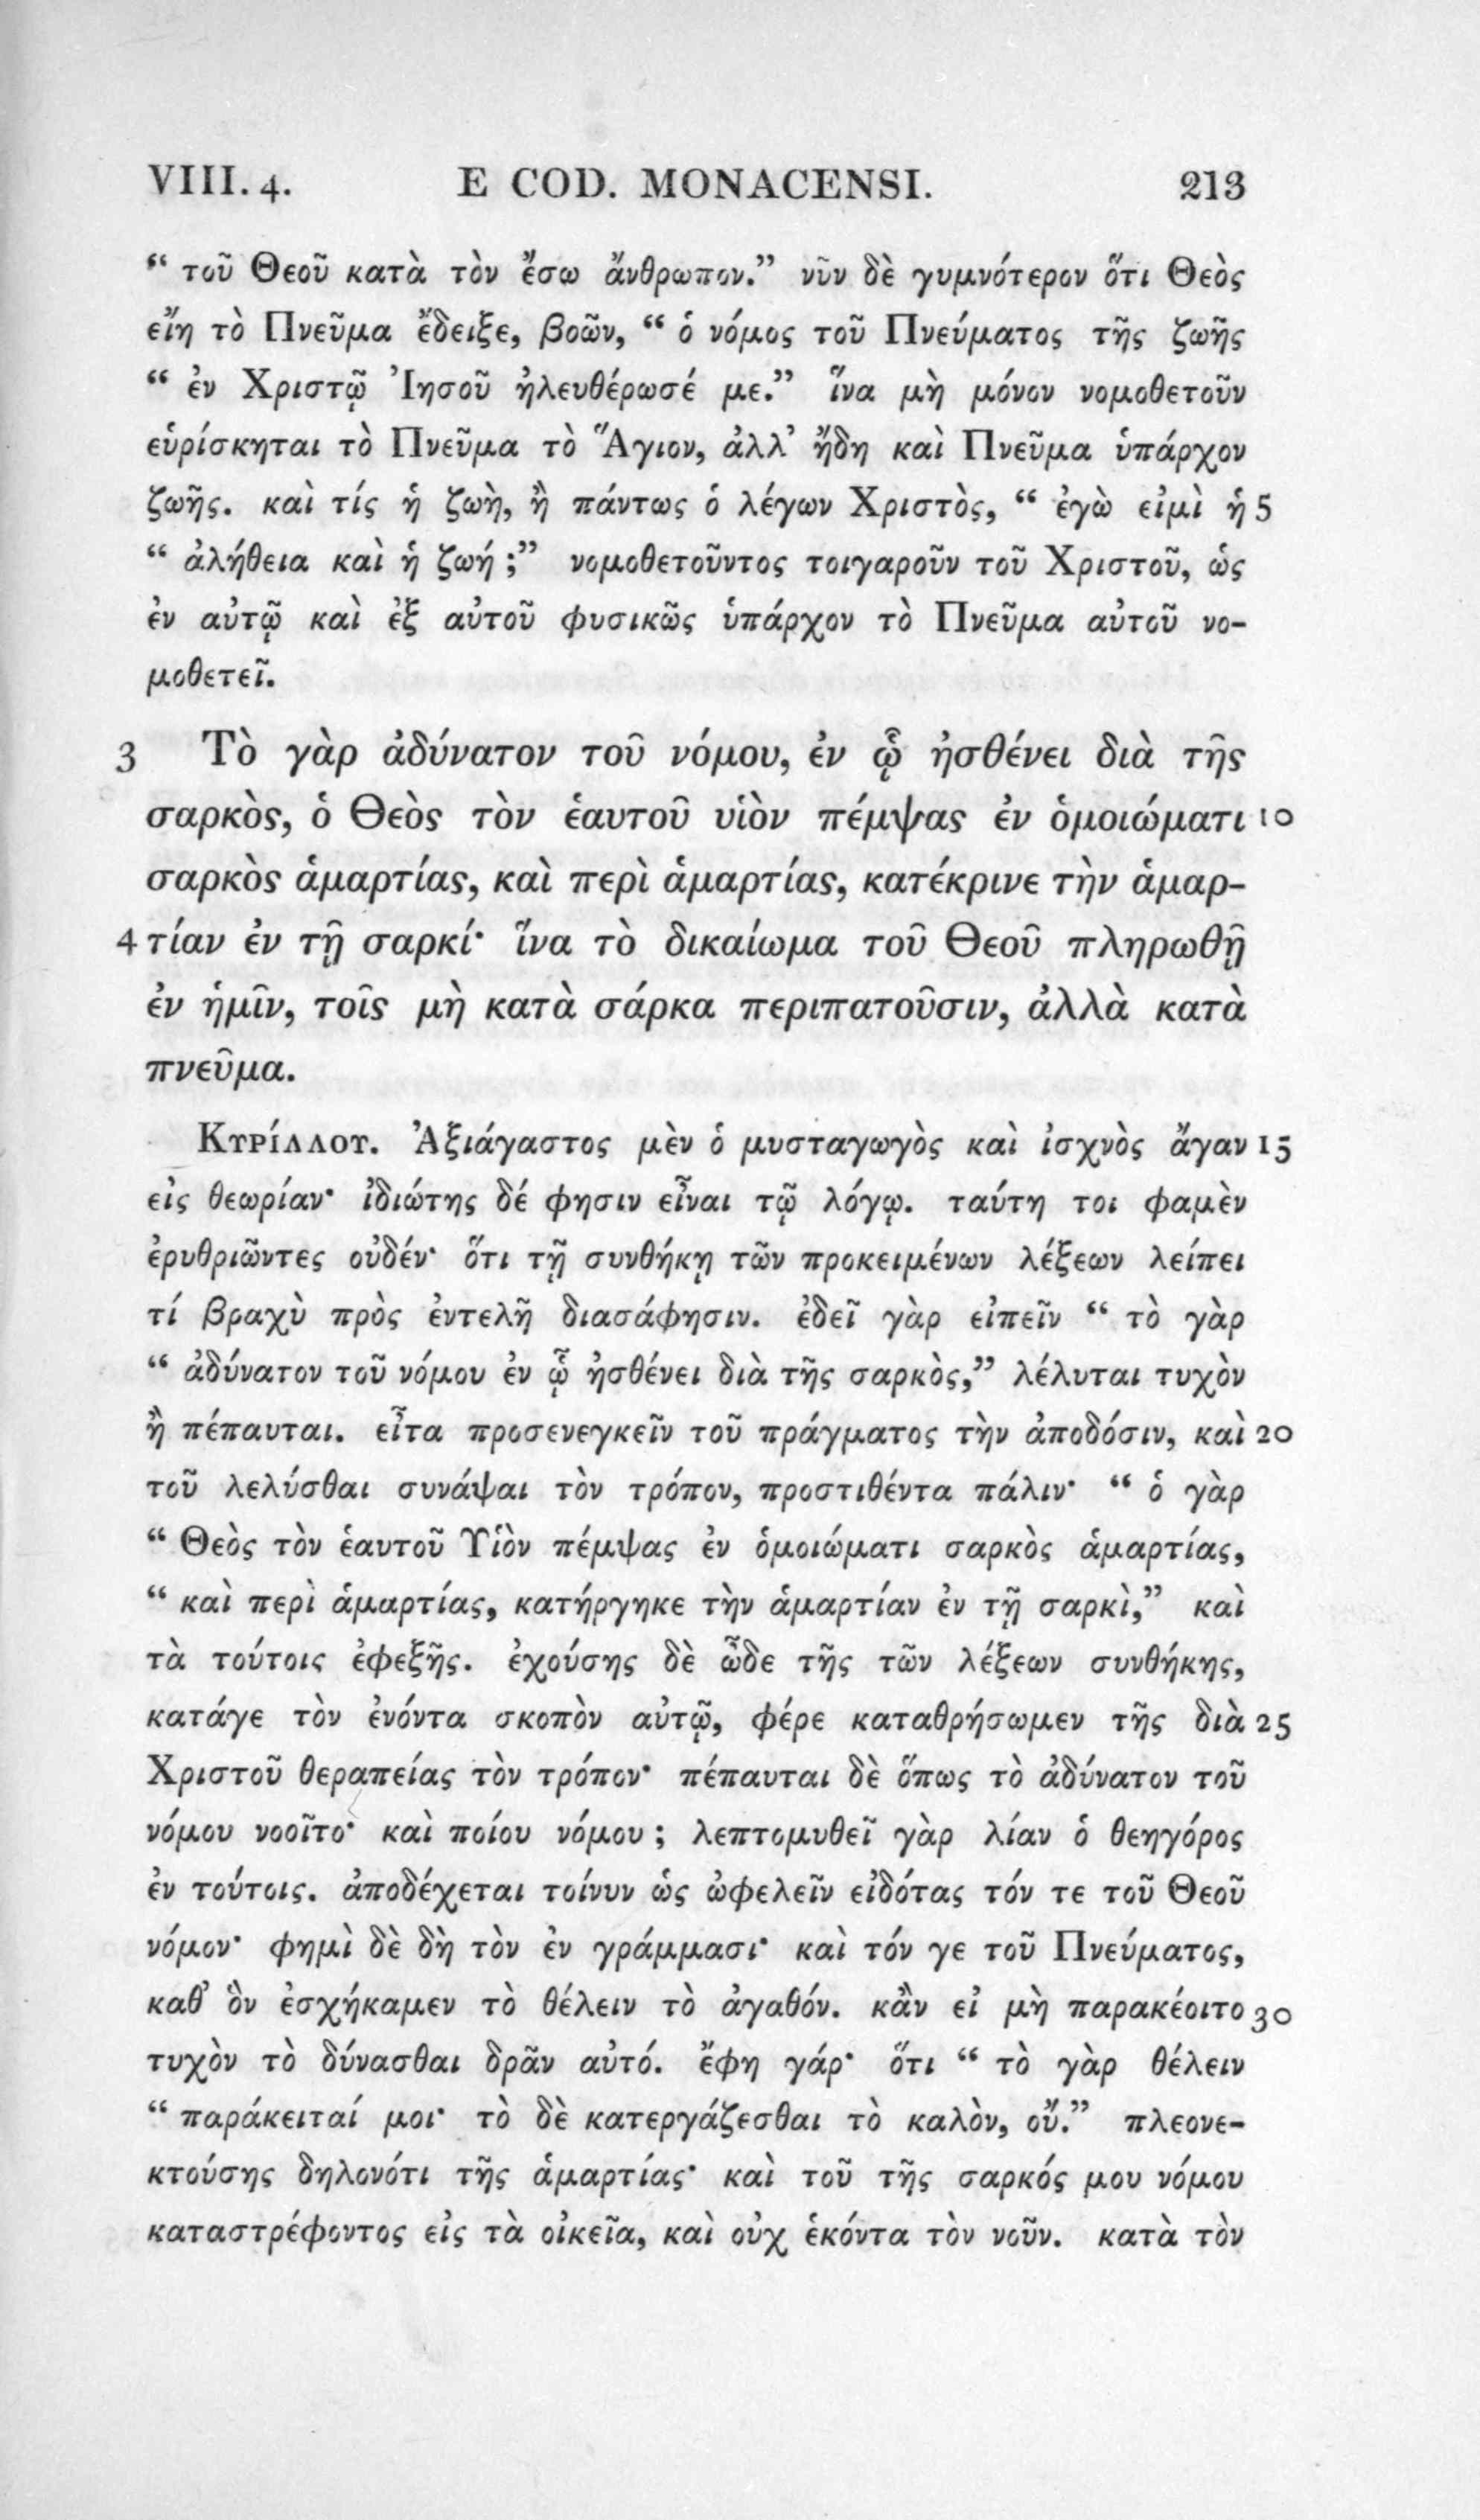 VIII. 4. E COD. MONACENSI. 213
“ τοῦ Θεοῦ κατὰ τὸν ἔσω ἄνθρωπον.” νῦν δὲ γυμνότερον ὅτι Θεὸς
εἴη τὸ Πνεῦμα ἔδειξε, βοῶν, “ ὁ νόμος τοῦ Πνεύματος τῆς ζωῆς
“ ἐν Χριστῷ Ἰησοῦ ἠλευθέρωσέ με.” ἵνα μὴ μόνον νομοθετοῦν
εὑρίσκηται τὸ Πνεῦμα τὸ Ἅγιον, ἀλλ’ ἤδη καὶ Πνεῦμα ὑπάρχον
ζωῆς. καὶ τίς ἡ ζωὴ, ἢ πάντως ὁ λέγων Χριστὸς, “ ἐγὼ εἰμὶ ἡ 5
“ ἀλήθεια καὶ ἡ ζωή ;” νομοθετοῦντος τοιγαροῦν τοῦ Χριστοῦ, ὡς
ἐν αὐτῷ καὶ ἐξ αὐτοῦ φυσικῶς ὑπάρχον τὸ Πνεῦμα αὐτοῦ νο-
μοθετεῖ.
3 Τὸ γὰρ ἀδύνατον τοῦ νόμου, ἐν ᾧ ἠσθένει διὰ τῆς
σαρκὸς, ὁ Θεὸς τὸν ἑαυτοῦ υἱὸν πέμψας ἐν ὁμοιώματι 10
σαρκὸς ἁμαρτίας, καὶ περὶ ἁμαρτίας, κατέκρινε τὴν ἁμαρ-
4 τίαν ἐν τῇ σαρκί· ἵνα τὸ δικαίωμα τοῦ Θεοῦ πληρωθῇ
ἐν ἡμῖν, τοῖς μὴ κατὰ σάρκα περιπατοῦσιν, ἀλλὰ κατὰ
πνεῦμα.
Κυρίλλου. Ἀξιάγαστος μὲν ὁ μυσταγωγὸς καὶ ἰσχνὸς ἄγαν 15
εἰς θεωρίαν· ἰδιώτης δέ φησιν εἶναι τῷ λόγῳ. ταύτη τοι φαμὲν
ἐρυθριῶντες οὐδέν· ὅτι τῇ συνθήκῃ τῶν προκειμένων λέξεων λείπει
τί βραχὺ πρὸς ἐντελῆ διασάφησιν. ἐδεῖ γὰρ εἰπεῖν “ τὸ γὰρ
“ ἀδύνατον τοῦ νόμου ἐν ᾧ ἠσθένει διὰ τῆς σαρκὸς,” λέλυται τυχὸν
ἢ πέπαυται. εἶτα προσενεγκεῖν τοῦ πράγματος τὴν ἀποδόσιν, καὶ 20
τοῦ λελύσθαι συνάψαι τὸν τρόπον, προστιθέντα πάλιν· “ ὁ γὰρ
“ Θεὸς τὸν ἑαυτοῦ Υἱὸν πέμψας ἐν ὁμοιώματι σαρκὸς ἁμαρτίας,
“ καὶ περὶ ἁμαρτίας, κατήργηκε τὴν ἁμαρτίαν ἐν τῇ σαρκὶ,” καὶ
τὰ τούτοις ἐφεξῆς. ἐχούσης δὲ ὧδε τῆς τῶν λέξεων συνθήκης,
κατάγε τὸν ἐνόντα σκοπὸν αὐτῷ, φέρε καταθρήσωμεν τῆς διὰ 25
Χριστοῦ θεραπείας τὸν τρόπον· πέπαυται δὲ ὅπως τὸ ἀδύνατον τοῦ
νόμου νοοῖτο· καὶ ποίου νόμου ; λεπτομυθεῖ γὰρ λίαν ὁ θεηγόρος
ἐν τούτοις. ἀποδέχεται τοίνυν ὡς ὠφελεῖν εἰδότας τόν τε τοῦ Θεοῦ
νόμον· φημὶ δὲ δὴ τὸν ἐν γράμμασι· καὶ τόν γε τοῦ Πνεύματος,
καθ’ ὃν ἐσχήκαμεν τὸ θέλειν τὸ ἀγαθόν. κἂν εἰ μὴ παρακέοιτο 30
τυχὸν τὸ δύνασθαι δρᾶν αὐτό. ἔφη γάρ· ὅτι “ τὸ γὰρ θέλειν
“ παράκειταί μοι· τὸ δὲ κατεργάζεσθαι τὸ καλὸν, οὔ.” πλεονε-
κτούσης δηλονότι τῆς ἁμαρτίας· καὶ τοῦ τῆς σαρκός μου νόμου
καταστρέφοντος εἰς τὰ οἰκεῖα, καὶ οὐχ ἑκόντα τὸν νοῦν. κατὰ τὸν